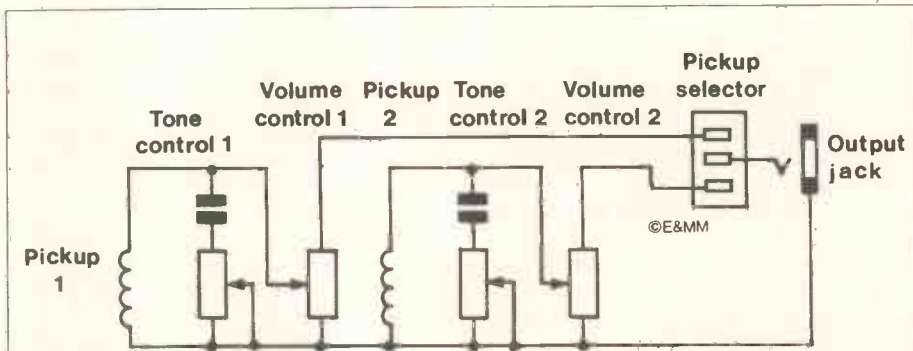 Pickup
selector
Volume
control 1
Pickup
2
Tone
control 2
Volume
control 2
Tone
control 1
Output
jack
©E&MM
Pickup
1